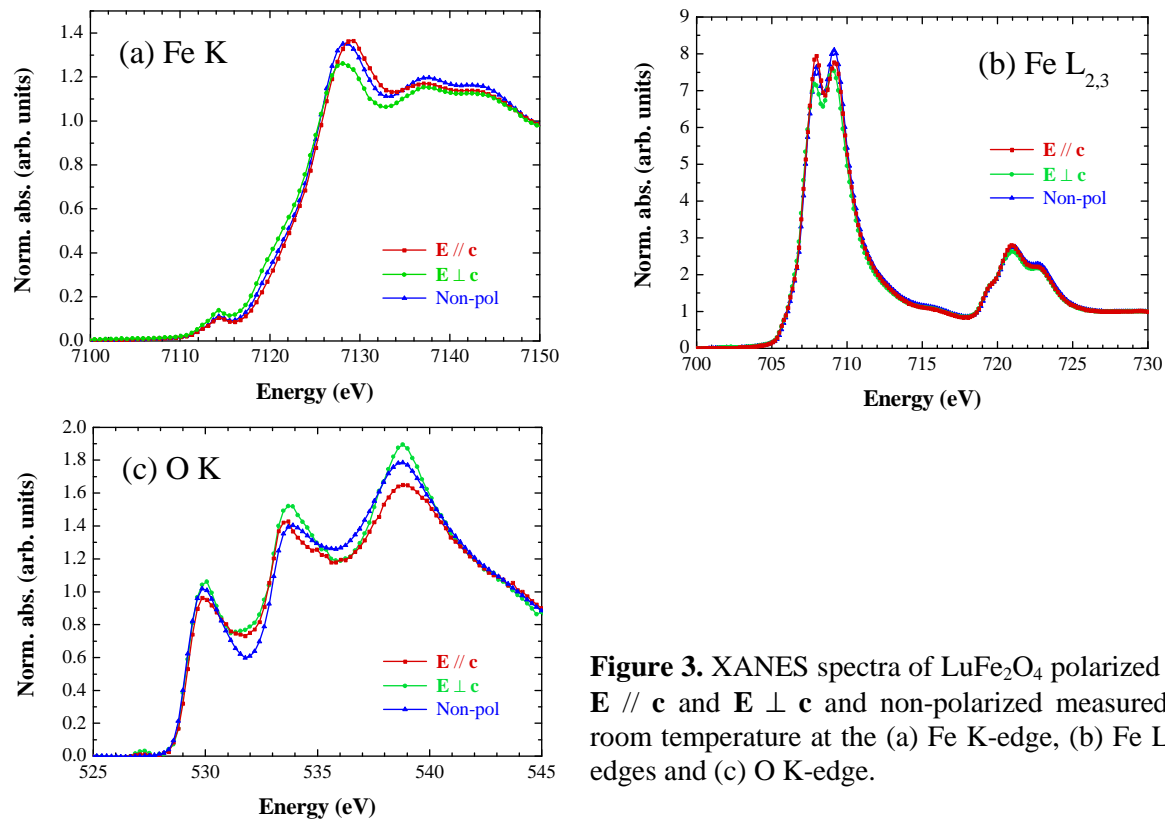 (a) Fe K
Norm. abs. (arb. units)
1.4
1.2
1.0
0.8
0.6
0.4
0.2
0.0
E // c
E ⊥ c
Non-pol
7100 7110 7120 7130 7140 7150
Energy (eV)
(b) Fe L2,3
Norm. abs. (arb. units)
9
8
7
6
5
4
3
2
1
0
E // c
E ⊥ c
Non-pol
700 705 710 715 720 725 730
Energy (eV)
(c) O K
Norm. abs. (arb. units)
2.0
1.8
1.6
1.4
1.2
1.0
0.8
0.6
0.4
0.2
0.0
E // c
E ⊥ c
Non-pol
525 530 535 540 545
Energy (eV)
Figure 3. XANES spectra of LuFe2O4 polarized
E // c and E ⊥ c and non-polarized measured
room temperature at the (a) Fe K-edge, (b) Fe L
edges and (c) O K-edge.